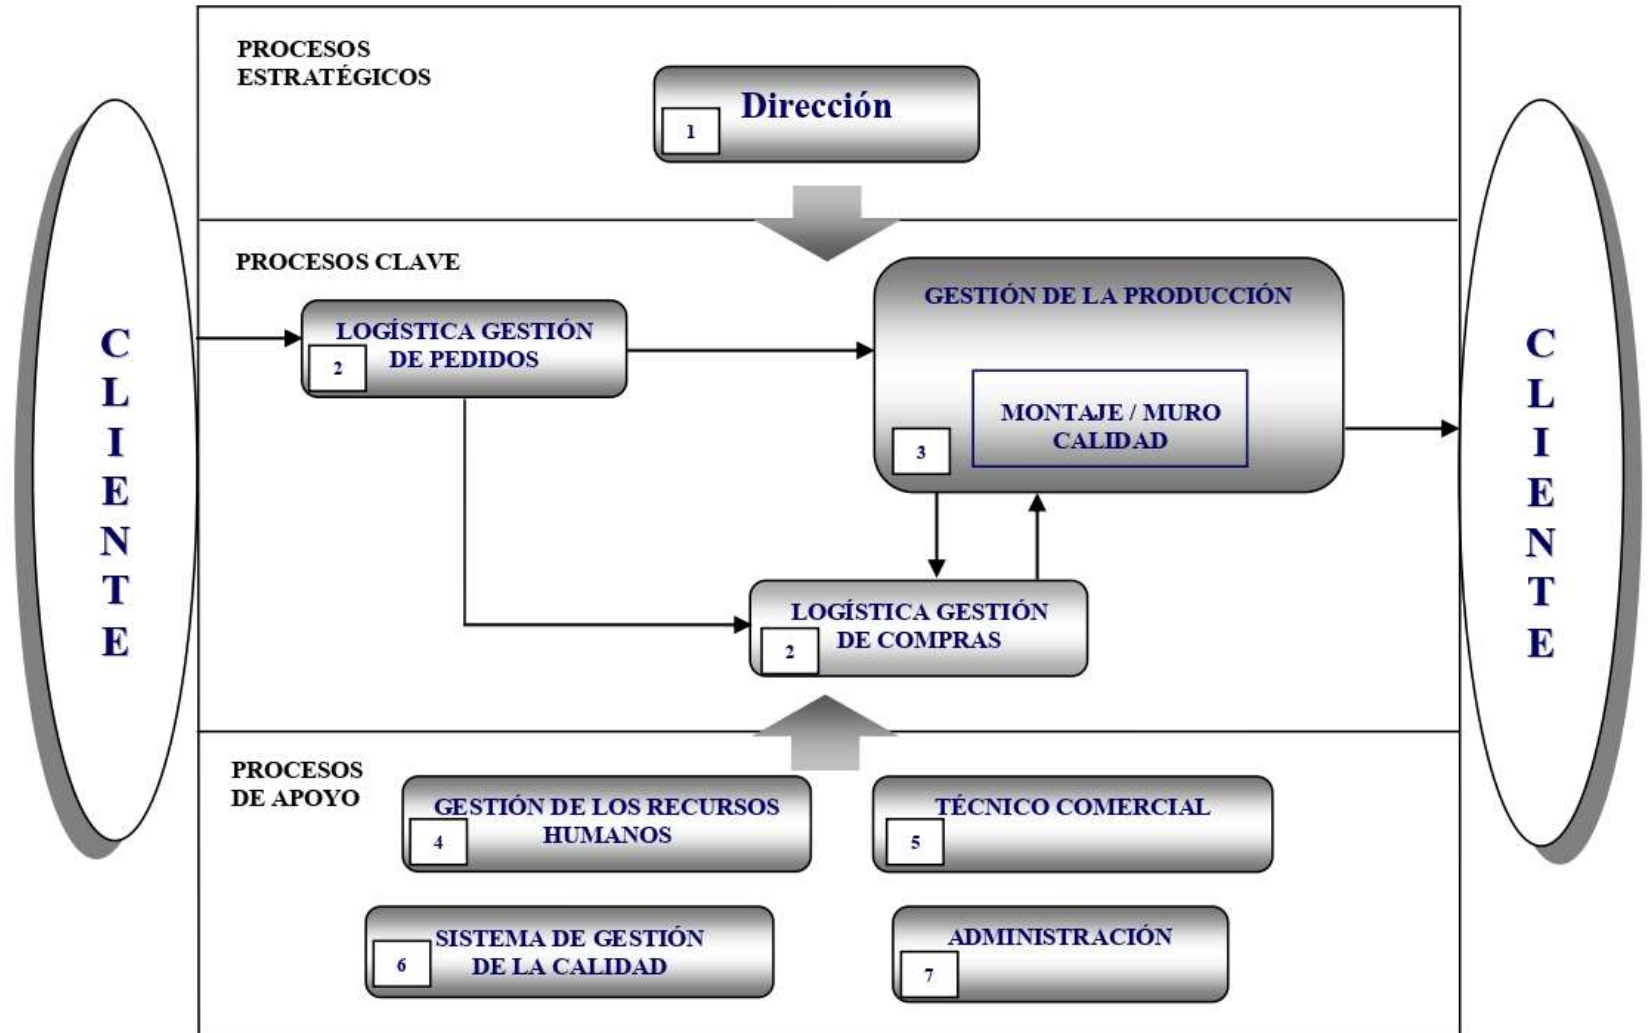 PROCESOS
ESTRATÉGICOS
Dirección
1
PROCESOS CLAVE
CLIENTE
LOGÍSTICA GESTIÓN
DE PEDIDOS
2
GESTIÓN DE LA PRODUCCIÓN
MONTAJE / MURO
CALIDAD
3
LOGÍSTICA GESTIÓN
DE COMPRAS
2
CLIENTE
PROCESOS
DE APOYO
GESTIÓN DE LOS RECURSOS
HUMANOS
4
TÉCNICO COMERCIAL
5
SISTEMA DE GESTIÓN
DE LA CALIDAD
6
ADMINISTRACIÓN
7